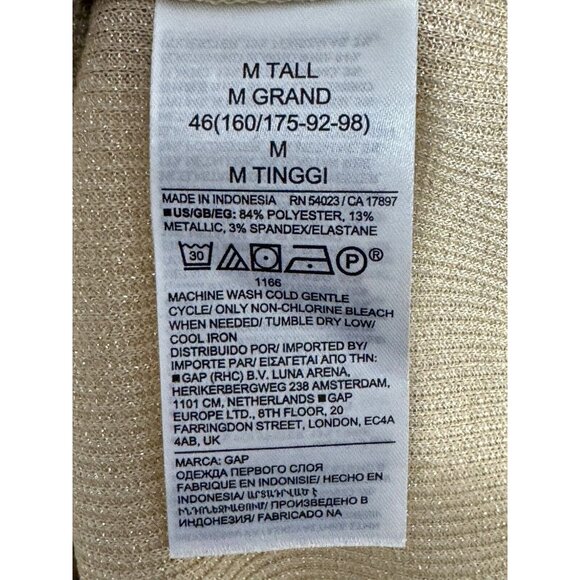 M TALL
M GRAND
46(160/175-92-98)
M
M TINGGI
MADE IN INDONESIA RN 54023 / CA 17897
■US/GB/EG: 84% POLYESTER, 13%
METALLIC, 3% SPANDEX/ELASTANE
30 P ®
1166
MACHINE WASH COLD GENTLE
CYCLE/ ONLY NON-CHLORINE BLEACH
WHEN NEEDED/ TUMBLE DRY LOW/
COOL IRON
DISTRIBUIDO POR/ IMPORTED BY/
IMPORTE PAR/ ΕΙΣΑΓΕΤΑΙ ΑΠΟ ΤΗΝ:
■GAP (RHC) B.V. LUNA ARENA,
HERIKERBERGWEG 238 AMSTERDAM,
1101 CM, NETHERLANDS ■GAP
EUROPE LTD., 8TH FLOOR, 20
FARRINGDON STREET, LONDON, EC4A
4AB, UK
MARCA: GAP
ОДЕЖДА ПЕРВОГО СЛОЯ
FABRIQUE EN INDONISIE/ HECHO EN
INDONESIA/ ԱՐՏԱԴՐՎԱԾ Է
ԻՆԴՈՆԵԶԻԱՅՈՒՄ/ ПРОИЗВЕДЕНО В
ИНДОНЕЗИЯ/ FABRICADO NA